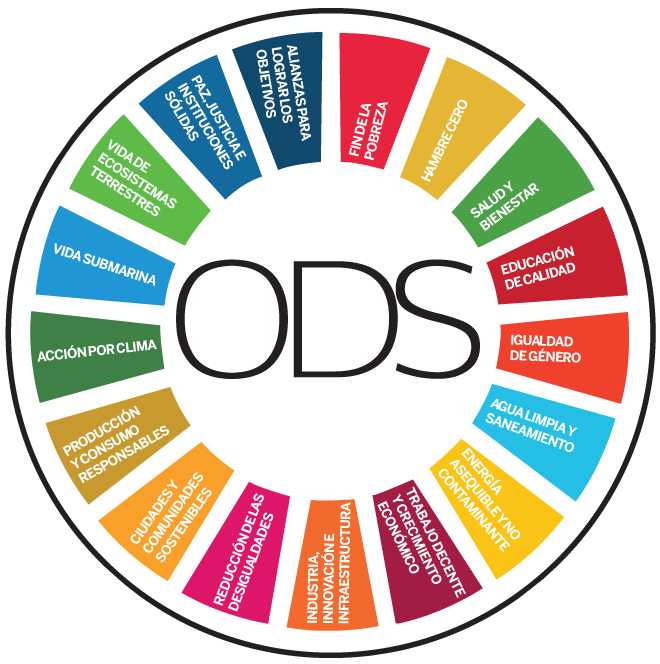 FIN DE LA
POBREZA
HAMBRE CERO
SALUD Y
BIENESTAR
EDUCACIÓN
DE CALIDAD
IGUALDAD
DE GÉNERO
AGUA LIMPIA Y
SANEAMIENTO
ENERGÍA
ASEQUIBLE Y NO
CONTAMINANTE
TRABAJO DECENTE
Y CRECIMIENTO
ECONÓMICO
INDUSTRIA,
INNOVACIÓN E
INFRAESTRUCTURA
REDUCCIÓN DE LAS
DESIGUALDADES
CIUDADES Y
COMUNIDADES
SOSTENIBLES
PRODUCCIÓN
Y CONSUMO
RESPONSABLES
ACCIÓN POR CLIMA
VIDA SUBMARINA
VIDA DE
ECOSISTEMAS
TERRESTRES
PAZ, JUSTICIA E
INSTITUCIONES
SÓLIDAS
ALIANZAS PARA
LOGRAR LOS
OBJETIVOS
ODS